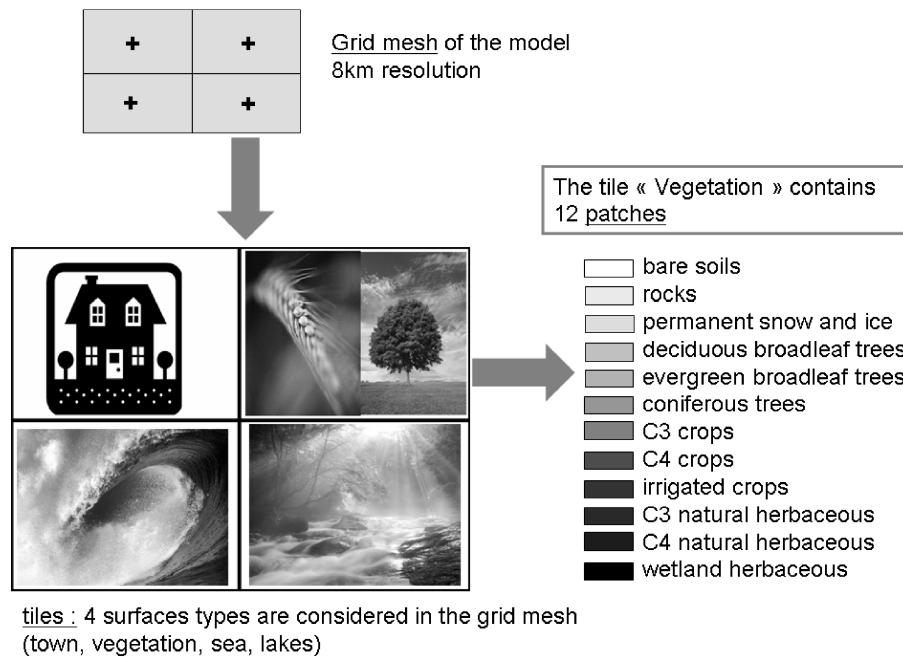 Grid mesh of the model
8km resolution
The tile « Vegetation » contains
12 patches
bare soils
rocks
permanent snow and ice
deciduous broadleaf trees
evergreen broadleaf trees
coniferous trees
C3 crops
C4 crops
irrigated crops
C3 natural herbaceous
C4 natural herbaceous
wetland herbaceous
tiles : 4 surfaces types are considered in the grid mesh
(town, vegetation, sea, lakes)